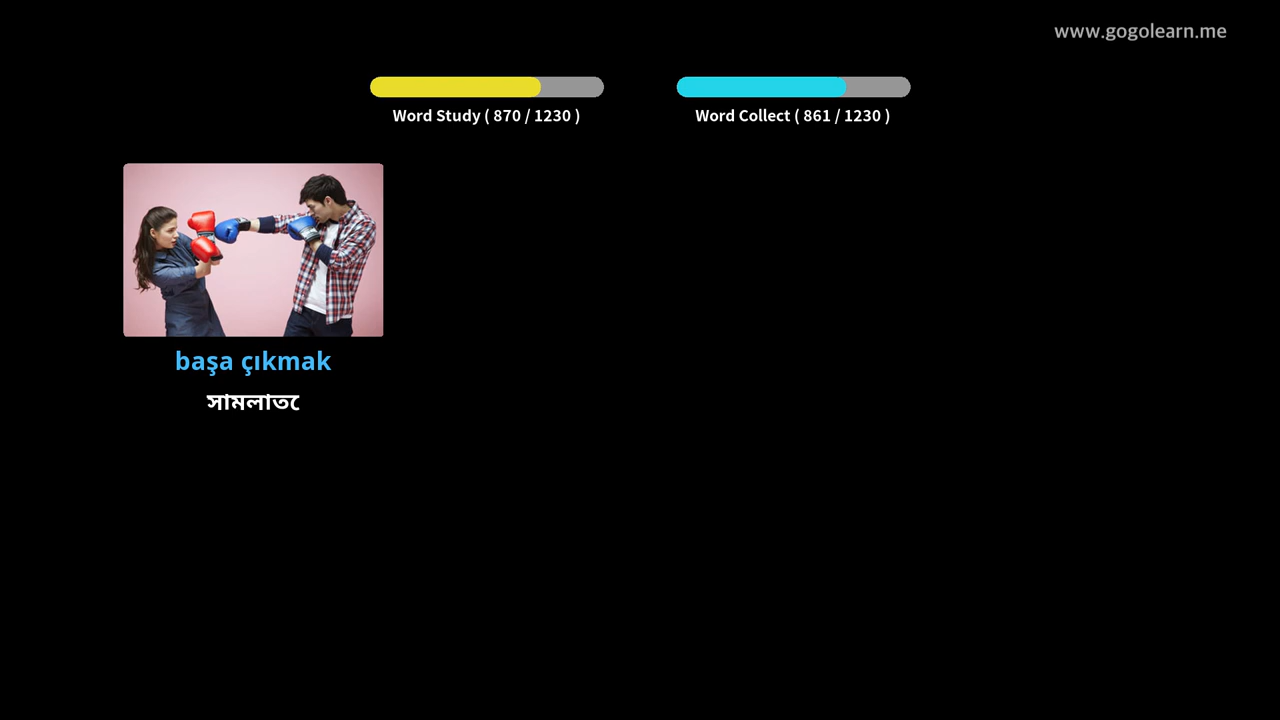 www.gogolearn.me
Word Study ( 870 / 1230 )
Word Collect ( 861 / 1230 )
başa çıkmak
সামলাতে